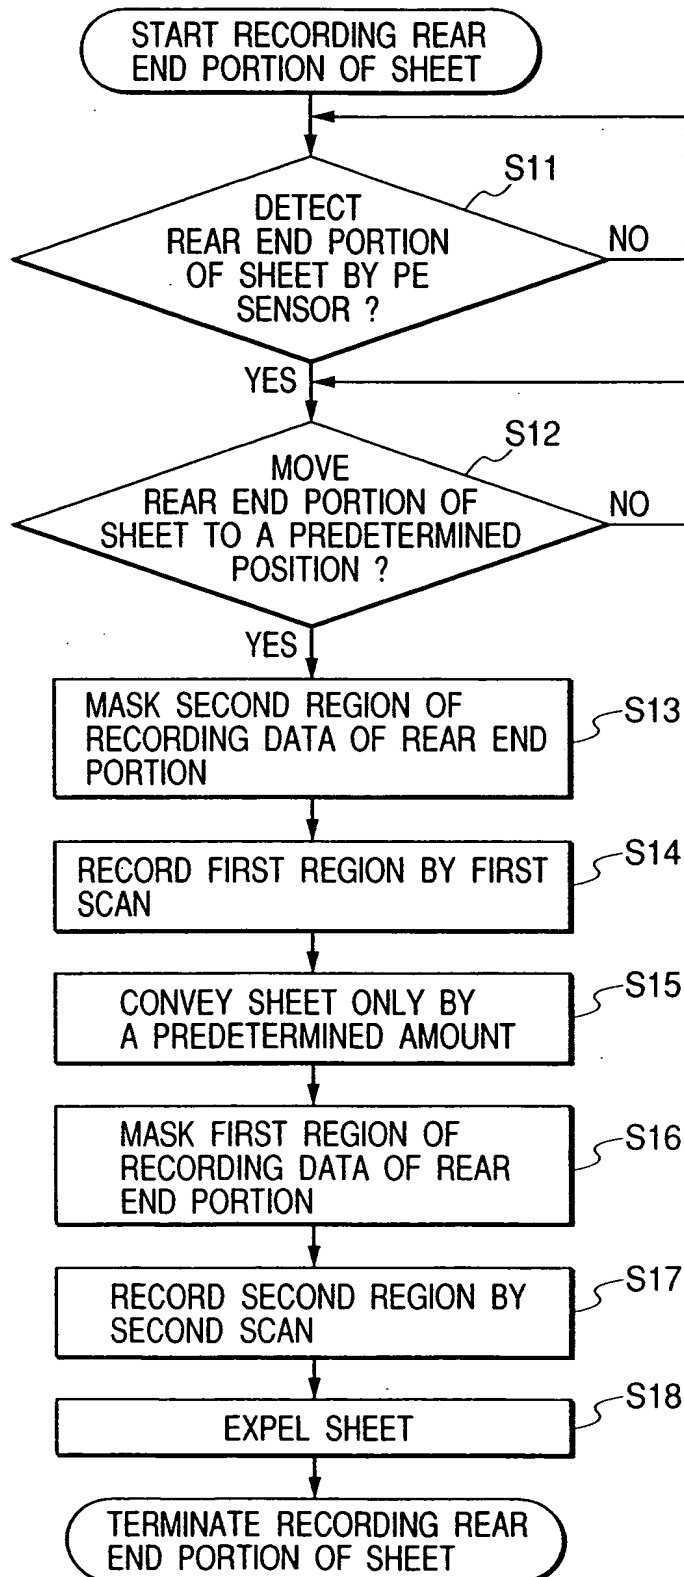 START RECORDING REAR
END PORTION OF SHEET
S11
DETECT
REAR END PORTION
OF SHEET BY PE
SENSOR ?
NO
YES
S12
MOVE
REAR END PORTION OF
SHEET TO A PREDETERMINED
POSITION ?
NO
YES
MASK SECOND REGION OF
RECORDING DATA OF REAR END
PORTION
S13
RECORD FIRST REGION BY FIRST
SCAN
S14
CONVEY SHEET ONLY BY
A PREDETERMINED AMOUNT
S15
MASK FIRST REGION OF
RECORDING DATA OF REAR
END PORTION
S16
RECORD SECOND REGION BY
SECOND SCAN
S17
EXPEL SHEET
S18
TERMINATE RECORDING REAR
END PORTION OF SHEET